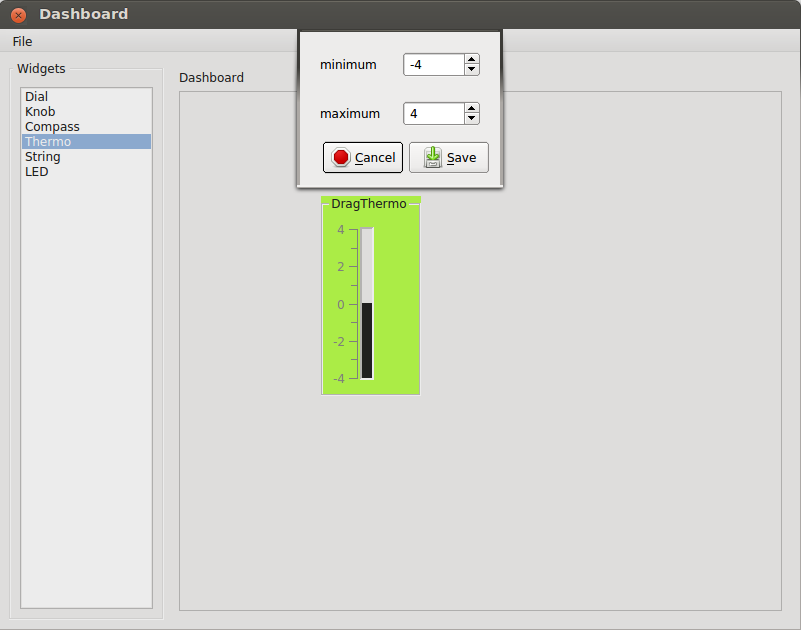 Dashboard
File
Widgets
Dial
Knob
Compass
Thermo
String
LED
Dashboard
minimum -4
maximum 4
Cancel Save
DragThermo
4
2
0
-2
-4